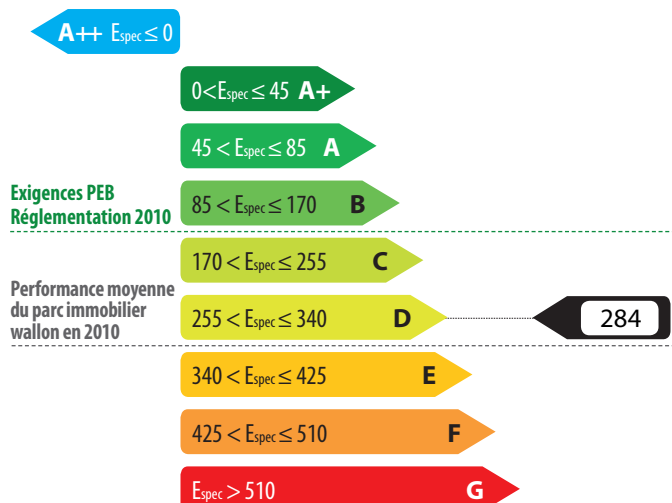 A++ Espec ≤ 0
0<Espec ≤ 45 A+
45 < Espec ≤ 85 A
Exigences PEB
Réglementation 2010
85 < Espec ≤ 170 B
170 < Espec ≤ 255 C
Performance moyenne
du parc immobilier
wallon en 2010
255 < Espec ≤ 340 D
284
340 < Espec ≤ 425 E
425 < Espec ≤ 510 F
Espec > 510 G